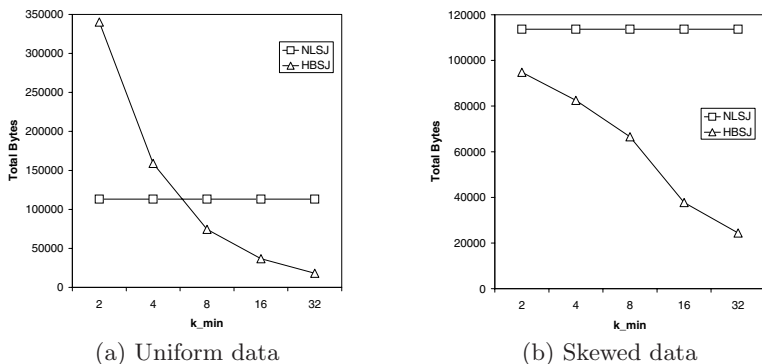 350000
300000
250000
200000
150000
100000
50000
0
Total Bytes
NLSJ
HBSJ
2 4 8 16 32
k_min
(a) Uniform data
120000
100000
80000
60000
40000
20000
0
Total Bytes
NLSJ
HBSJ
2 4 8 16 32
k_min
(b) Skewed data